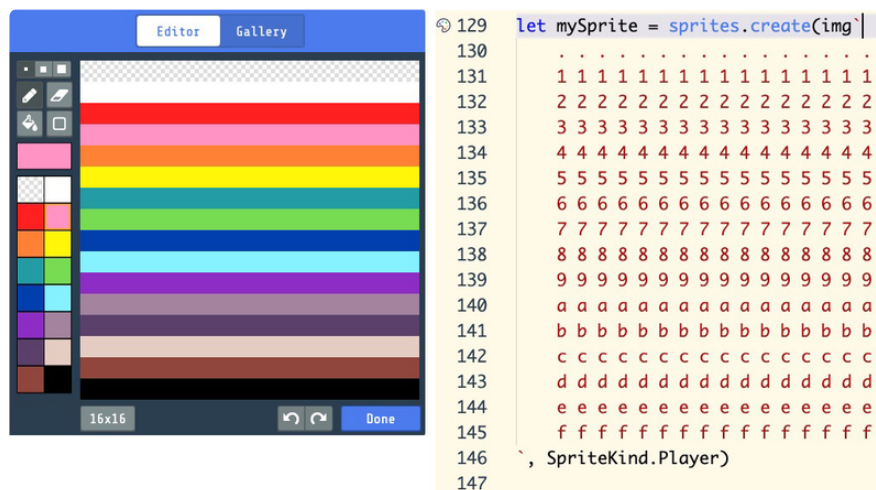 Editor Gallery
16x16 Done
129 let mySprite = sprites.create(img`
130 . . . . . . . . . . . . . . . .
131 1 1 1 1 1 1 1 1 1 1 1 1 1 1 1 1
132 2 2 2 2 2 2 2 2 2 2 2 2 2 2 2 2
133 3 3 3 3 3 3 3 3 3 3 3 3 3 3 3 3
134 4 4 4 4 4 4 4 4 4 4 4 4 4 4 4 4
135 5 5 5 5 5 5 5 5 5 5 5 5 5 5 5 5
136 6 6 6 6 6 6 6 6 6 6 6 6 6 6 6 6
137 7 7 7 7 7 7 7 7 7 7 7 7 7 7 7 7
138 8 8 8 8 8 8 8 8 8 8 8 8 8 8 8 8
139 9 9 9 9 9 9 9 9 9 9 9 9 9 9 9 9
140 a a a a a a a a a a a a a a a a
141 b b b b b b b b b b b b b b b b
142 c c c c c c c c c c c c c c c c
143 d d d d d d d d d d d d d d d d
144 e e e e e e e e e e e e e e e e
145 f f f f f f f f f f f f f f f f
146 `, SpriteKind.Player)
147